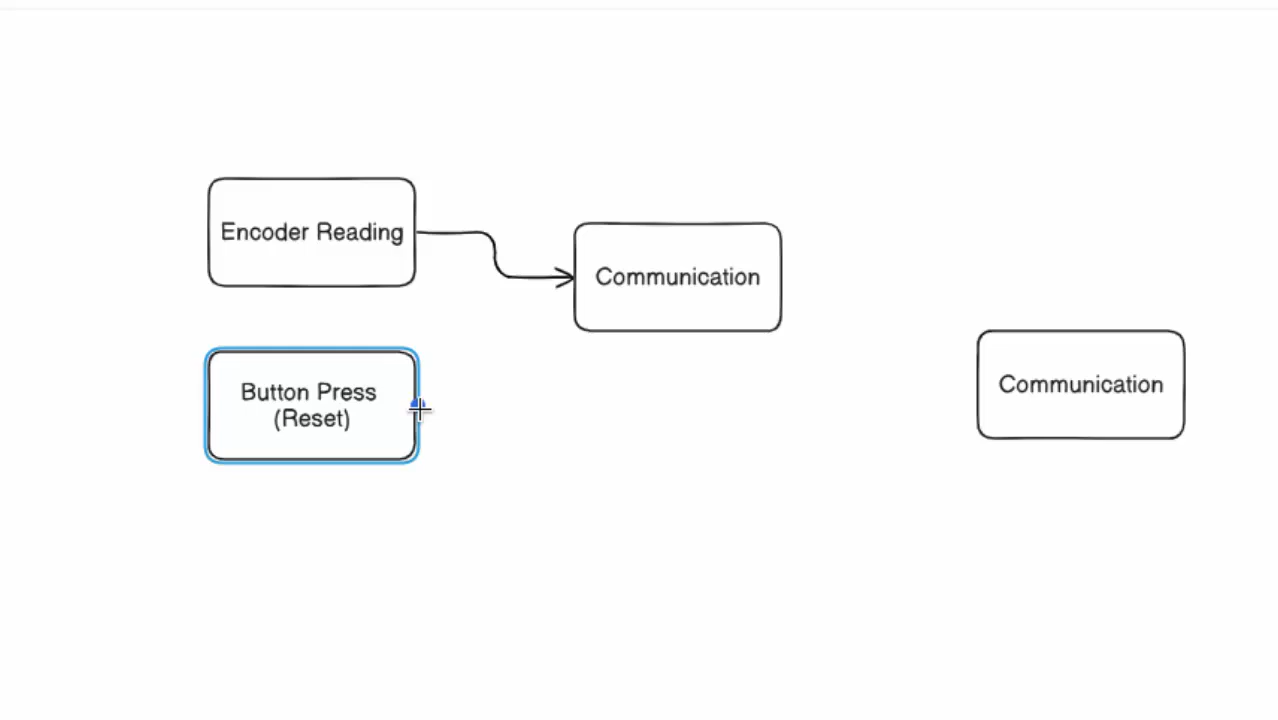 Encoder Reading
Communication
Communication
Button Press
(Reset)